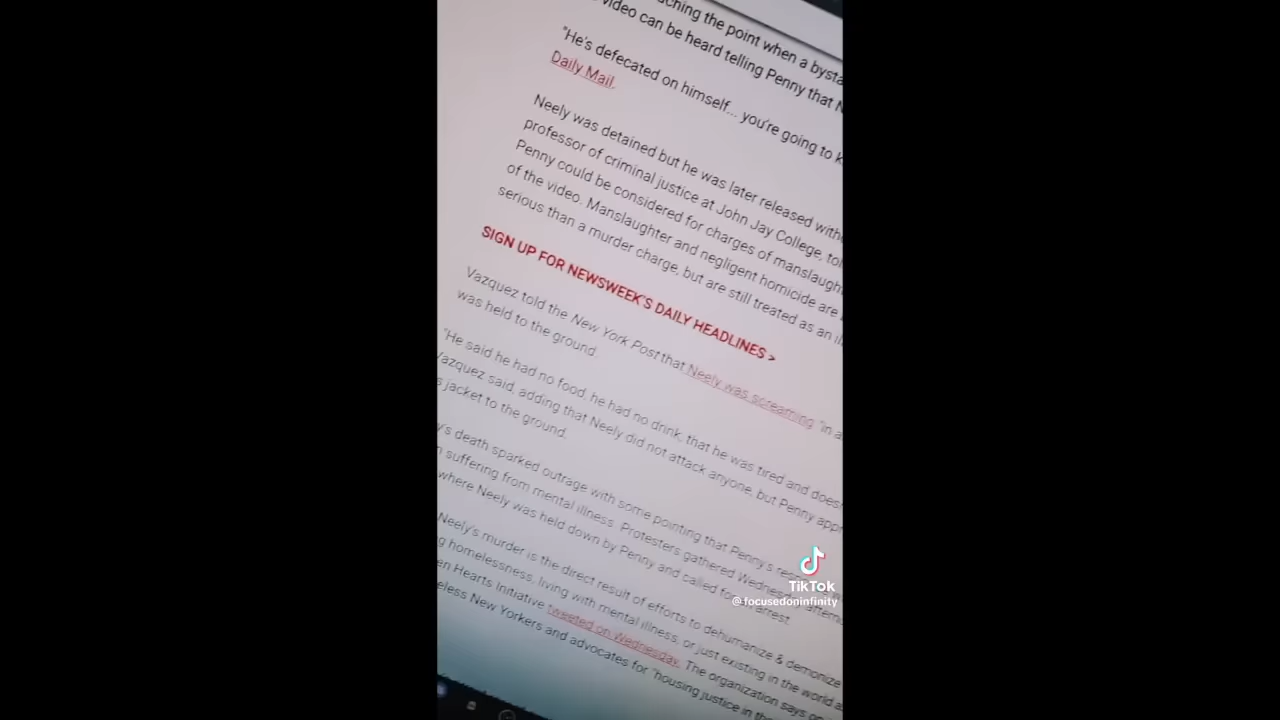 aching the point when a bysta
video can be heard telling Penny that N
"He's defecated on himself... you're going to k
Daily Mail.
Neely was detained but he was later released with
professor of criminal justice at John Jay College, tol
Penny could be considered for charges of manslaugh
of the video. Manslaughter and negligent homicide are
serious than a murder charge, but are still treated as an il
SIGN UP FOR NEWSWEEK'S DAILY HEADLINES >
Vazquez told the New York Post that Neely was screaming "in a
was held to the ground.
"He said he had no food, he had no drink, that he was tired and does
Vazquez said, adding that Neely did not attack anyone, but Penny appr
s jacket to the ground.
y's death sparked outrage with some pointing that Penny's
suffering from mental illness. Protesters gathered Wednesday
where Neely was held down by Penny and called for arrest.
Neely's murder is the direct result of efforts to dehumanize & demonize
g homelessness, living with mental illness, or just existing in the world
en Hearts Initiative tweeted on Wednesday. The organization says
eless New Yorkers and advocates for "housing justice in
TikTok
@focusedoninfinity